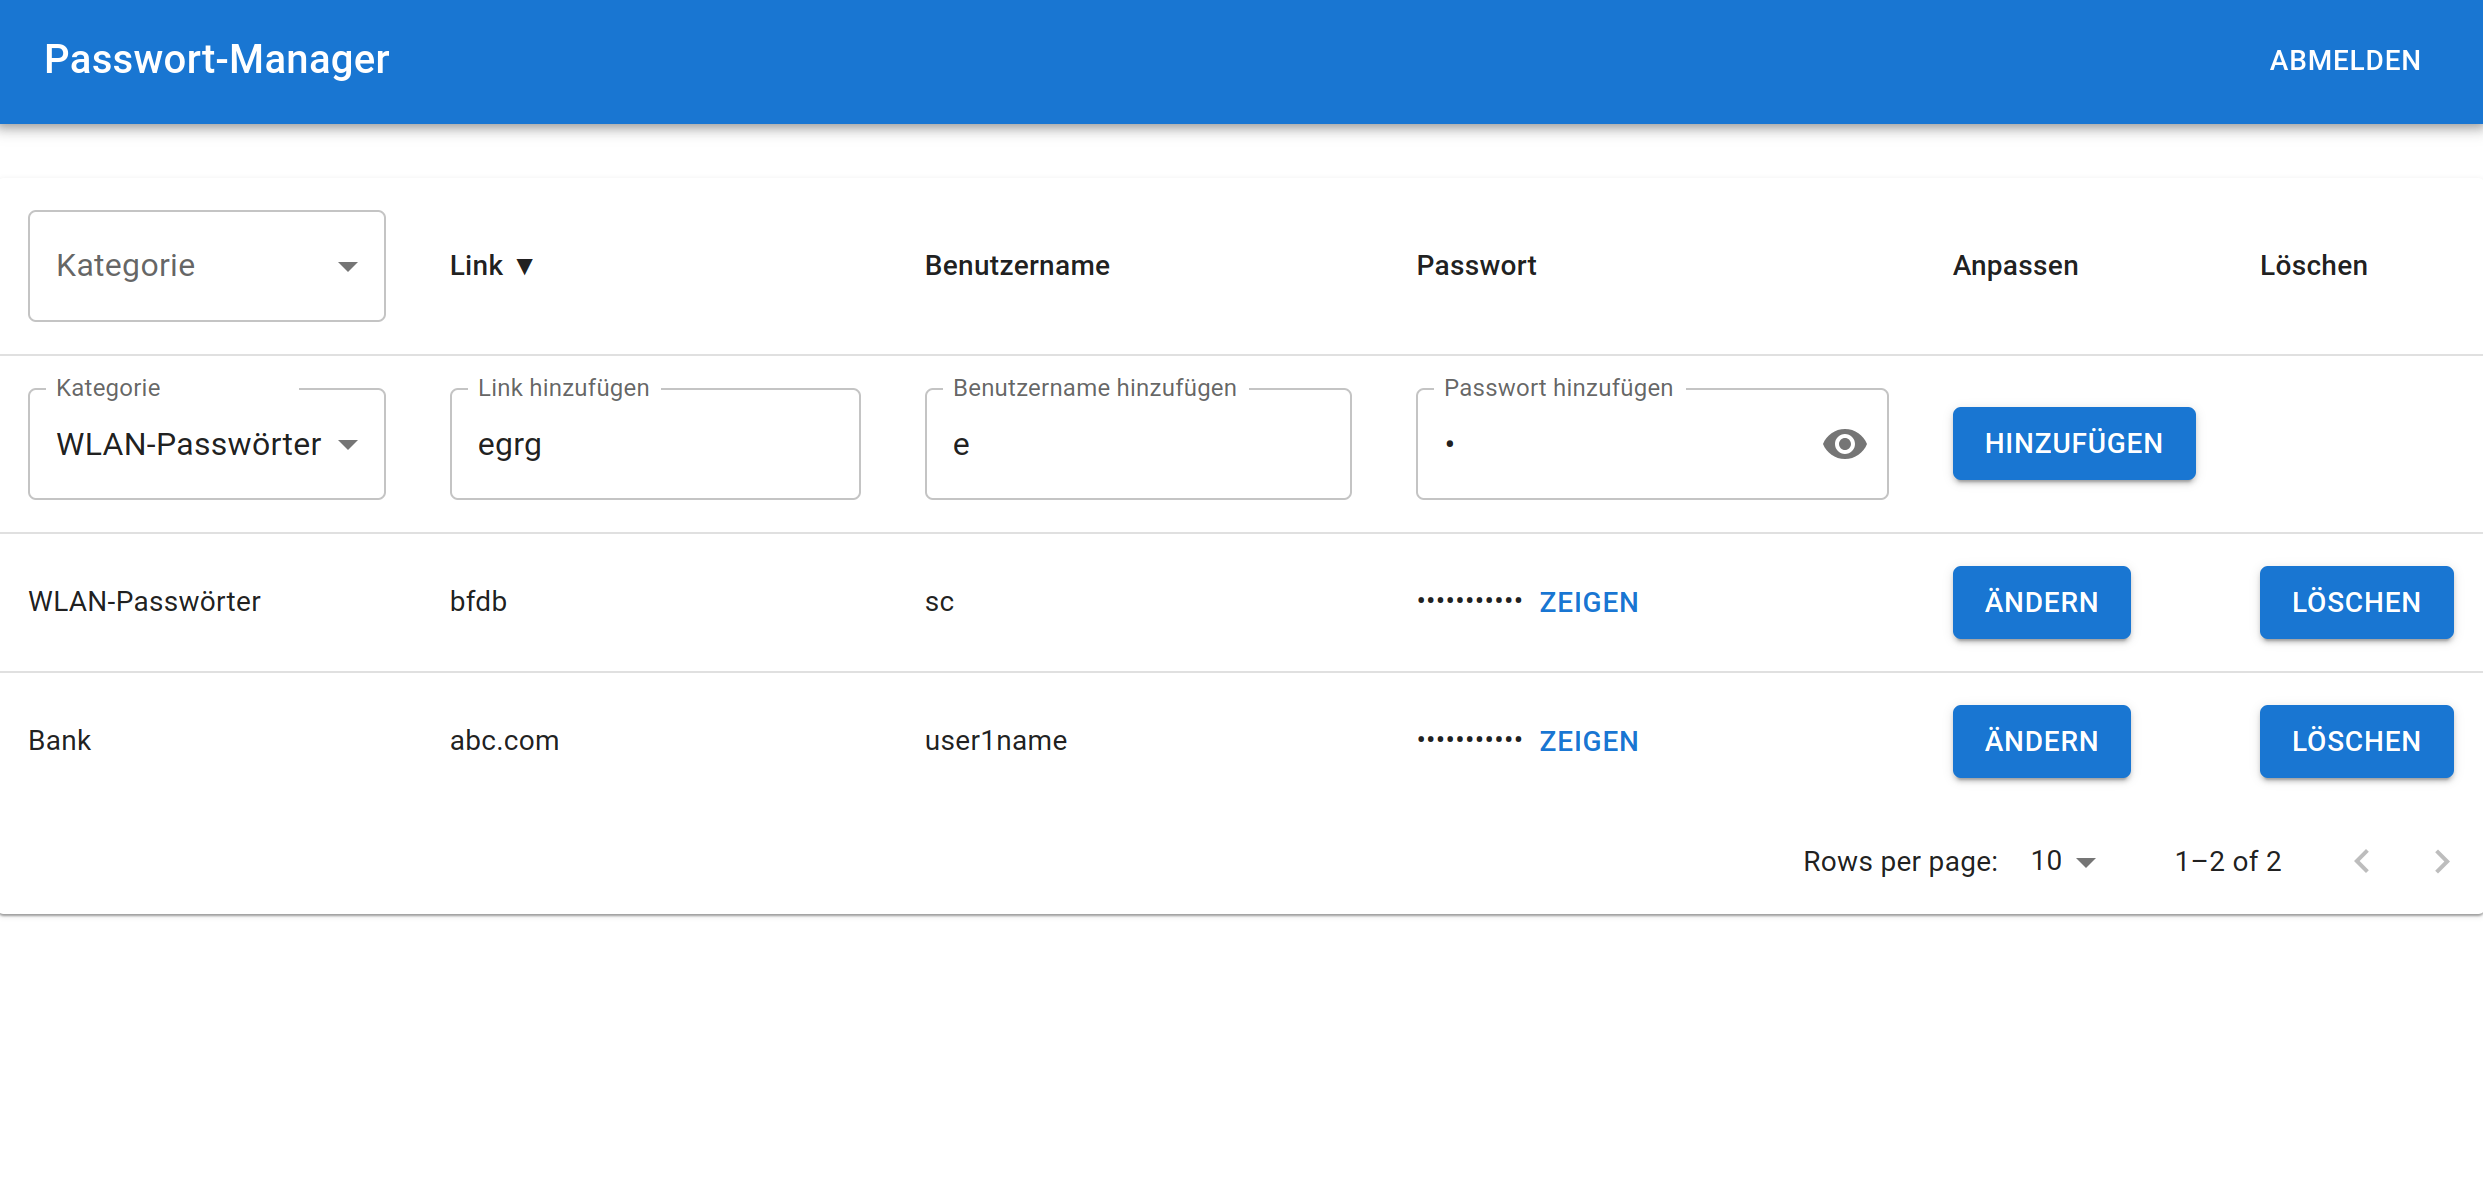 Passwort-Manager ABMELDEN
Kategorie Link ▼ Benutzername Passwort Anpassen Löschen
Kategorie Link hinzufügen Benutzername hinzufügen Passwort hinzufügen
WLAN-Passwörter egrg e • HINZUFÜGEN
WLAN-Passwörter bfdb sc ••••••••••• ZEIGEN ÄNDERN LÖSCHEN
Bank abc.com user1name ••••••••••• ZEIGEN ÄNDERN LÖSCHEN
Rows per page: 10 1–2 of 2